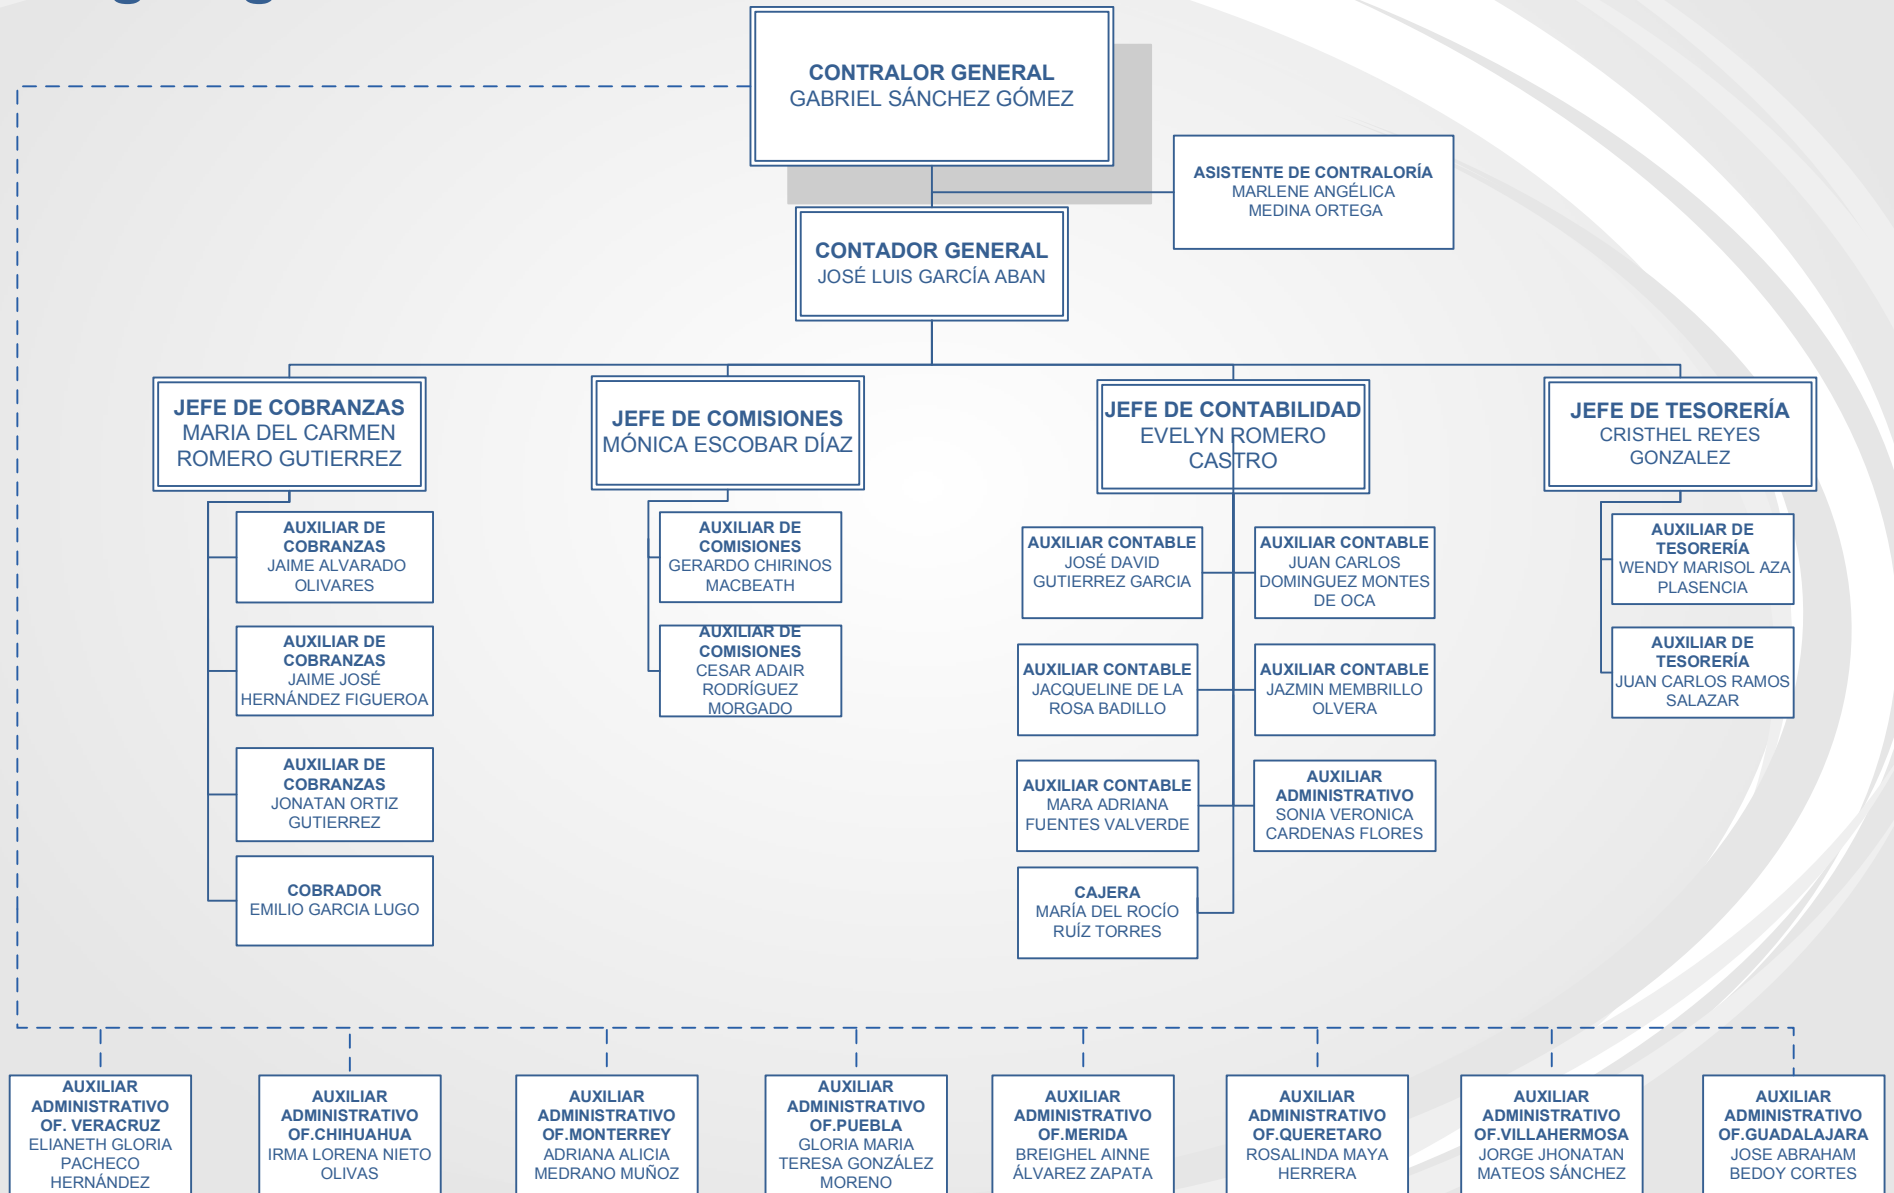 CONTRALOR GENERAL
GABRIEL SÁNCHEZ GÓMEZ
ASISTENTE DE CONTRALORÍA
MARLENE ANGÉLICA
MEDINA ORTEGA
CONTADOR GENERAL
JOSÉ LUIS GARCÍA ABAN
JEFE DE COBRANZAS
MARIA DEL CARMEN
ROMERO GUTIERREZ
JEFE DE COMISIONES
MÓNICA ESCOBAR DÍAZ
JEFE DE CONTABILIDAD
EVELYN ROMERO
CASTRO
JEFE DE TESORERÍA
CRISTHEL REYES
GONZALEZ
AUXILIAR DE
COBRANZAS
JAIME ALVARADO
OLIVARES
AUXILIAR DE
COBRANZAS
JAIME JOSÉ
HERNÁNDEZ FIGUEROA
AUXILIAR DE
COBRANZAS
JONATAN ORTIZ
GUTIERREZ
COBRADOR
EMILIO GARCIA LUGO
AUXILIAR DE
COMISIONES
GERARDO CHIRINOS
MACBEATH
AUXILIAR DE
COMISIONES
CESAR ADAIR
RODRÍGUEZ
MORGADO
AUXILIAR CONTABLE
JOSÉ DAVID
GUTIERREZ GARCIA
AUXILIAR CONTABLE
JUAN CARLOS
DOMINGUEZ MONTES
DE OCA
AUXILIAR CONTABLE
JACQUELINE DE LA
ROSA BADILLO
AUXILIAR CONTABLE
JAZMIN MEMBRILLO
OLVERA
AUXILIAR CONTABLE
MARA ADRIANA
FUENTES VALVERDE
AUXILIAR
ADMINISTRATIVO
SONIA VERONICA
CARDENAS FLORES
CAJERA
MARÍA DEL ROCÍO
RUÍZ TORRES
AUXILIAR DE
TESORERÍA
WENDY MARISOL AZA
PLASENCIA
AUXILIAR DE
TESORERÍA
JUAN CARLOS RAMOS
SALAZAR
AUXILIAR
ADMINISTRATIVO
OF. VERACRUZ
ELIANETH GLORIA
PACHECO
HERNÁNDEZ
AUXILIAR
ADMINISTRATIVO
OF.CHIHUAHUA
IRMA LORENA NIETO
OLIVAS
AUXILIAR
ADMINISTRATIVO
OF.MONTERREY
ADRIANA ALICIA
MEDRANO MUÑOZ
AUXILIAR
ADMINISTRATIVO
OF.PUEBLA
GLORIA MARIA
TERESA GONZÁLEZ
MORENO
AUXILIAR
ADMINISTRATIVO
OF.MERIDA
BREIGHEL AINNE
ÁLVAREZ ZAPATA
AUXILIAR
ADMINISTRATIVO
OF.QUERETARO
ROSALINDA MAYA
HERRERA
AUXILIAR
ADMINISTRATIVO
OF.VILLAHERMOSA
JORGE JHONATAN
MATEOS SÁNCHEZ
AUXILIAR
ADMINISTRATIVO
OF.GUADALAJARA
JOSE ABRAHAM
BEDOY CORTES